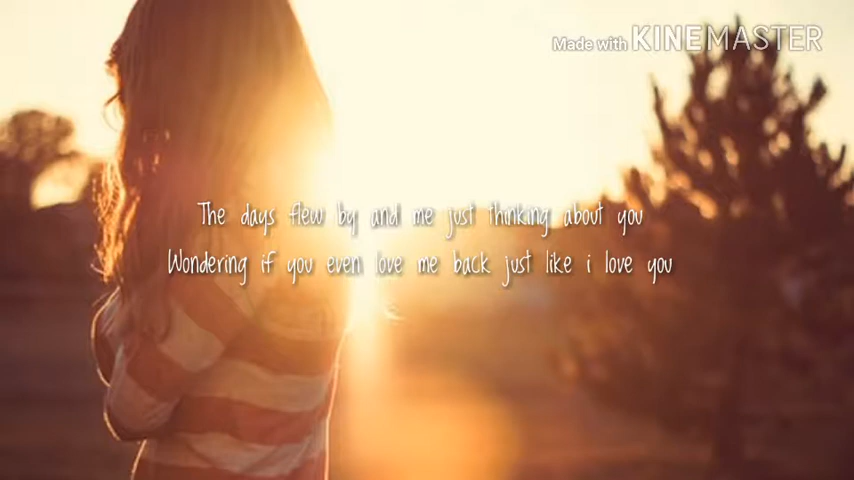 Made with KINEMASTER
The days flew by and me just thinking about you
Wondering if you even love me back just like i love you